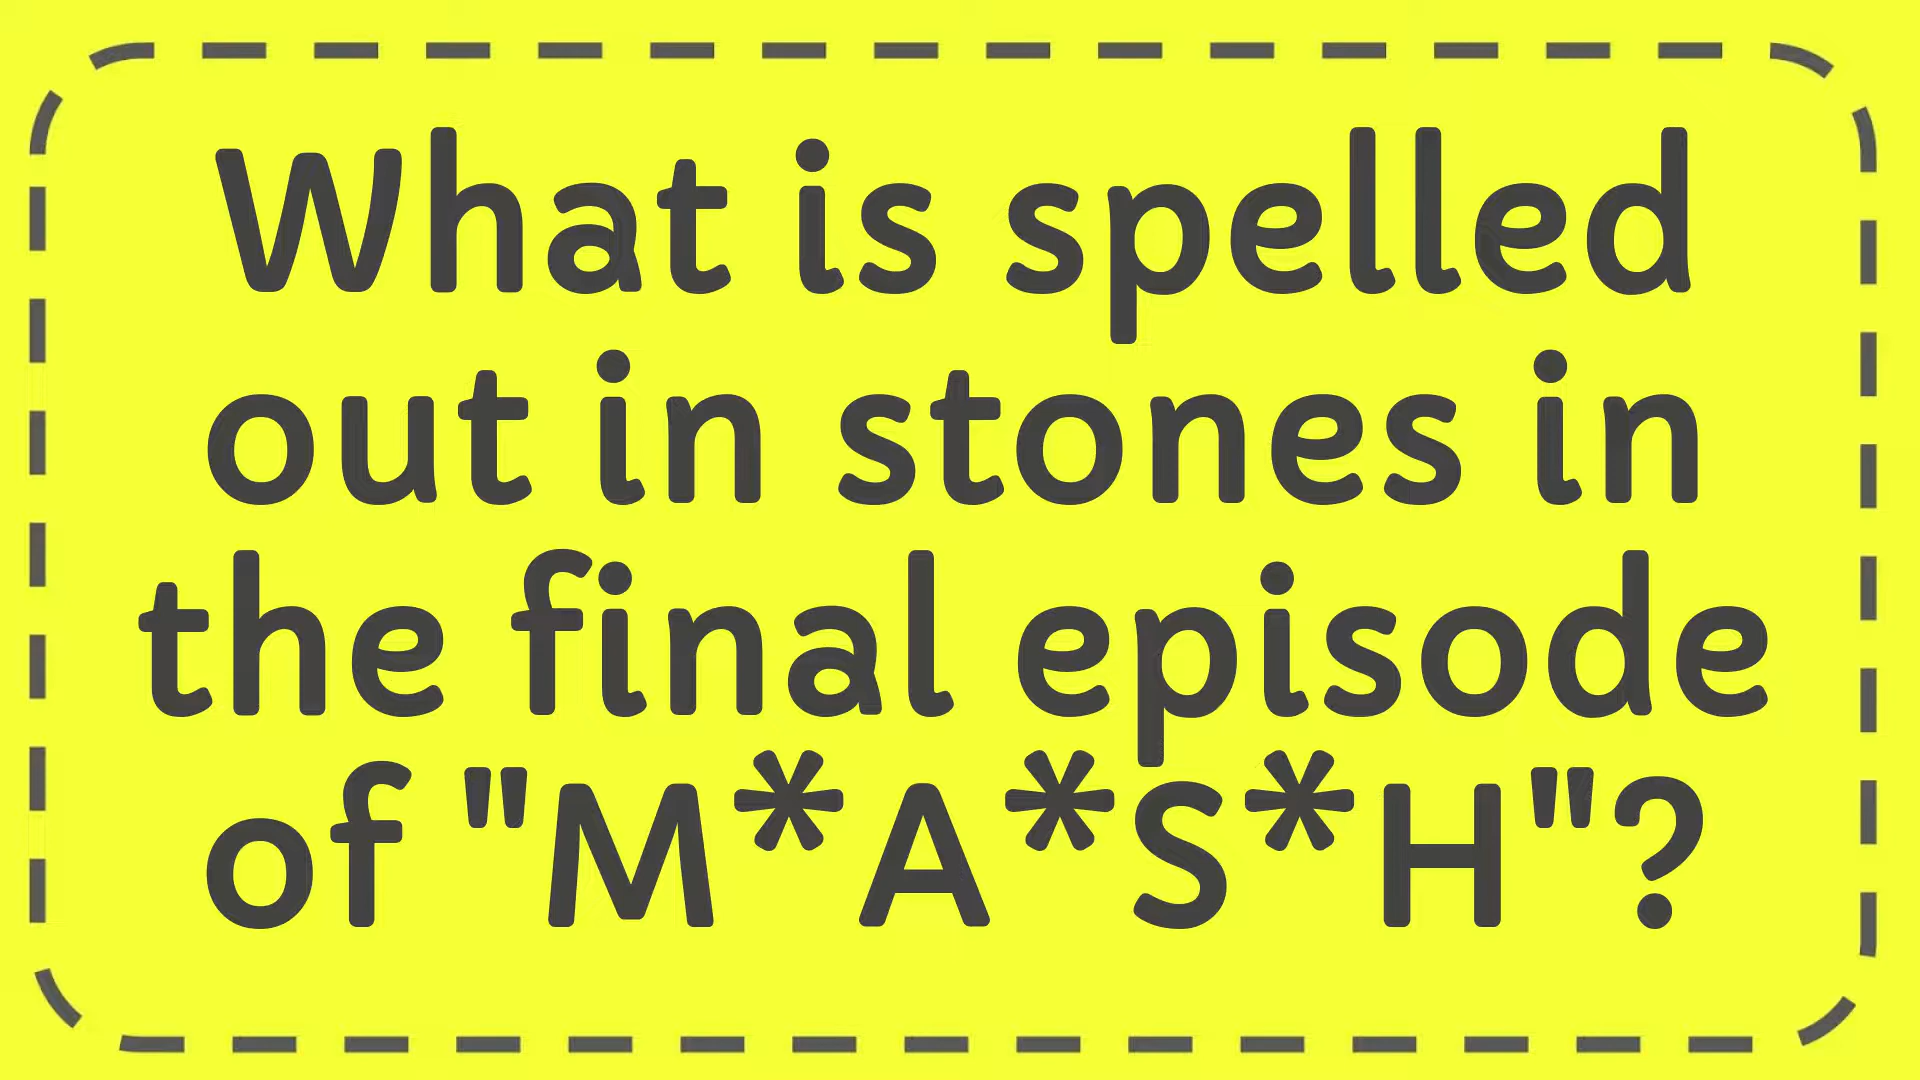 What is spelled
out in stones in
the final episode
of "M*A*S*H"?